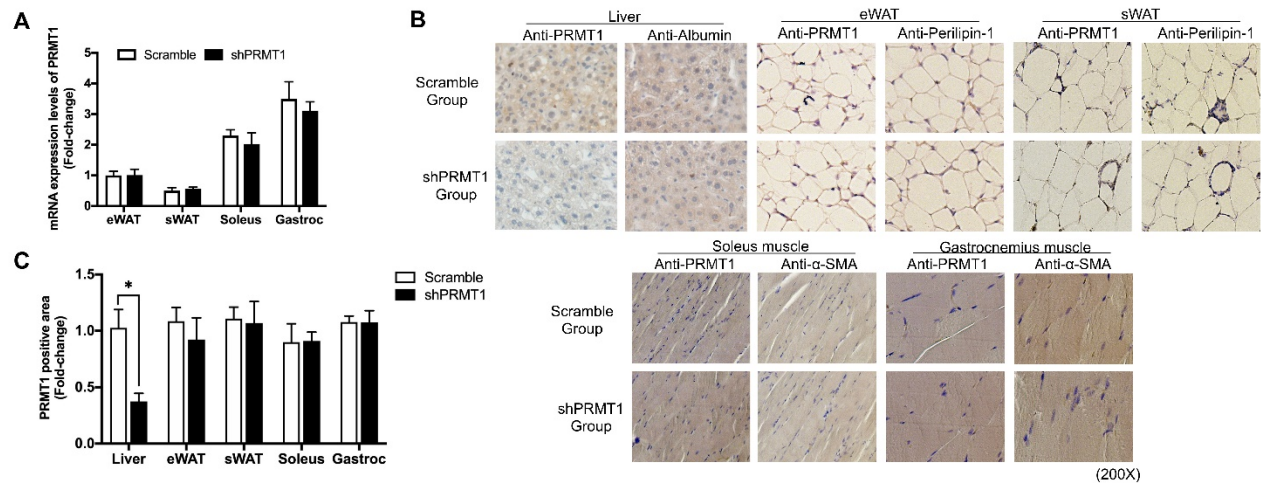 A
mRNA expression levels of PRMT1
(Fold-change)
Scramble
shPRMT1
5
4
3
2
1
0
eWAT sWAT Soleus Gastroc
B
Liver eWAT sWAT
Anti-PRMT1 Anti-Albumin Anti-PRMT1 Anti-Perilipin-1 Anti-PRMT1 Anti-Perilipin-1
Scramble
Group
shPRMT1
Group
Soleus muscle Gastrocnemius muscle
Anti-PRMT1 Anti-α-SMA Anti-PRMT1 Anti-α-SMA
Scramble
Group
shPRMT1
Group
(200X)
C
PRMT1 positive area
(Fold-change)
Scramble
shPRMT1
1.5
1.0
0.5
0.0
*
Liver eWAT sWAT Soleus Gastroc